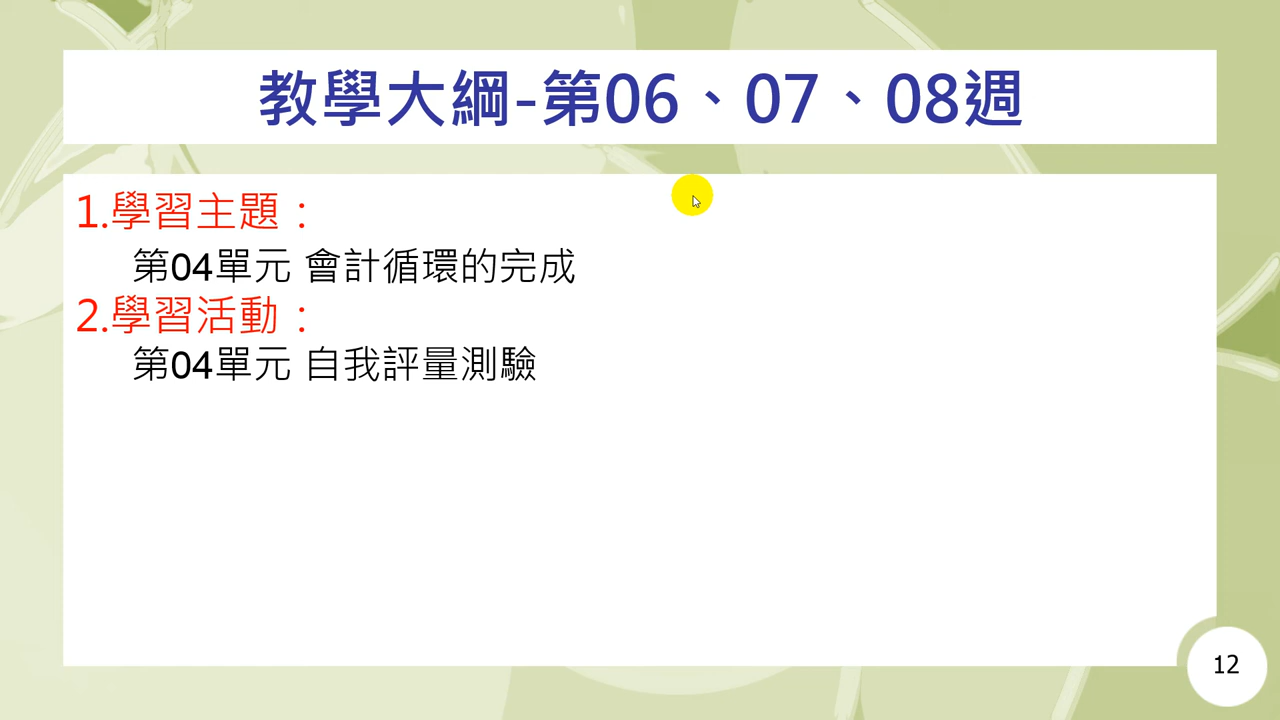 教學大綱-第06、07、08週
1.學習主題：
第04單元 會計循環的完成
2.學習活動：
第04單元 自我評量測驗
12